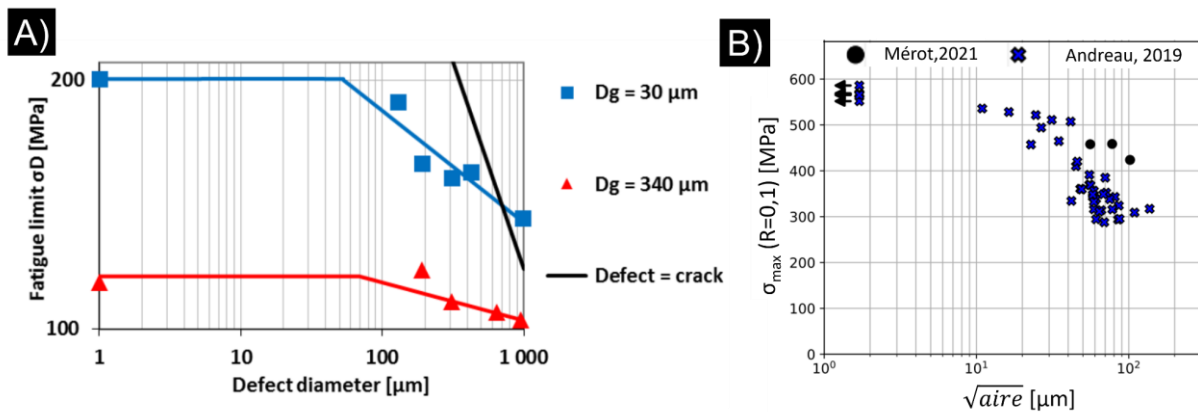 A)
200
100
Fatigue limit σD [MPa]
1
10
100
1 000
Defect diameter [µm]
Dg = 30 µm
Dg = 340 µm
Defect = crack
B)
Mérot,2021
Andreau, 2019
600
500
400
300
200
100
0
σmax (R=0,1) [MPa]
10⁰
10¹
10²
√aire [µm]